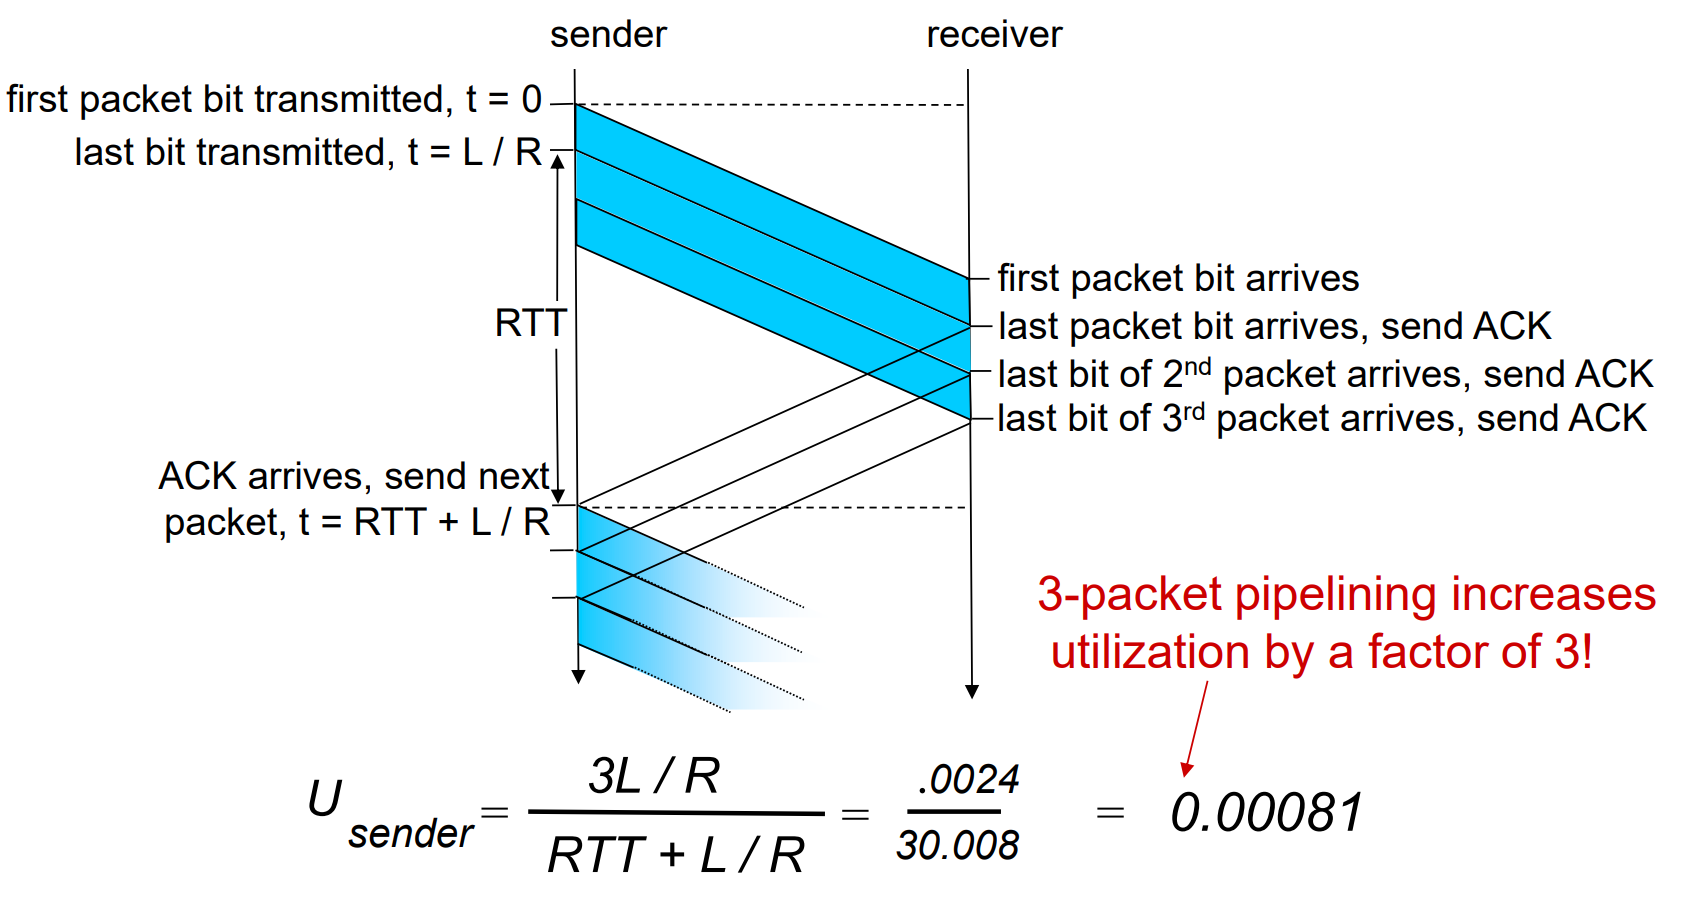 sender
receiver
first packet bit transmitted, t = 0
last bit transmitted, t = L / R
first packet bit arrives
RTT
last packet bit arrives, send ACK
last bit of 2nd packet arrives, send ACK
last bit of 3rd packet arrives, send ACK
ACK arrives, send next
packet, t = RTT + L / R
3-packet pipelining increases
utilization by a factor of 3!
U sender = 3L / R / RTT + L / R = .0024 / 30.008 = 0.00081